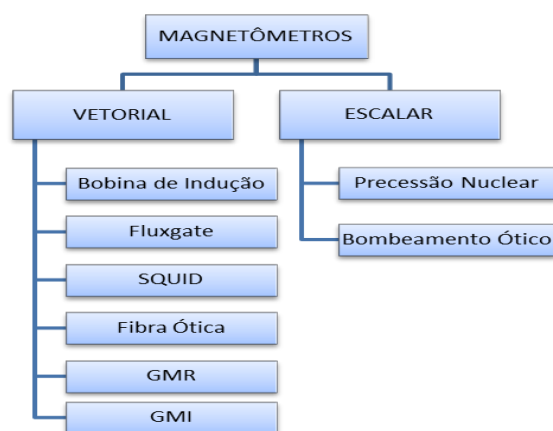 MAGNETÔMETROS
VETORIAL
ESCALAR
Bobina de Indução
Fluxgate
SQUID
Fibra Ótica
GMR
GMI
Precessão Nuclear
Bombeamento Ótico